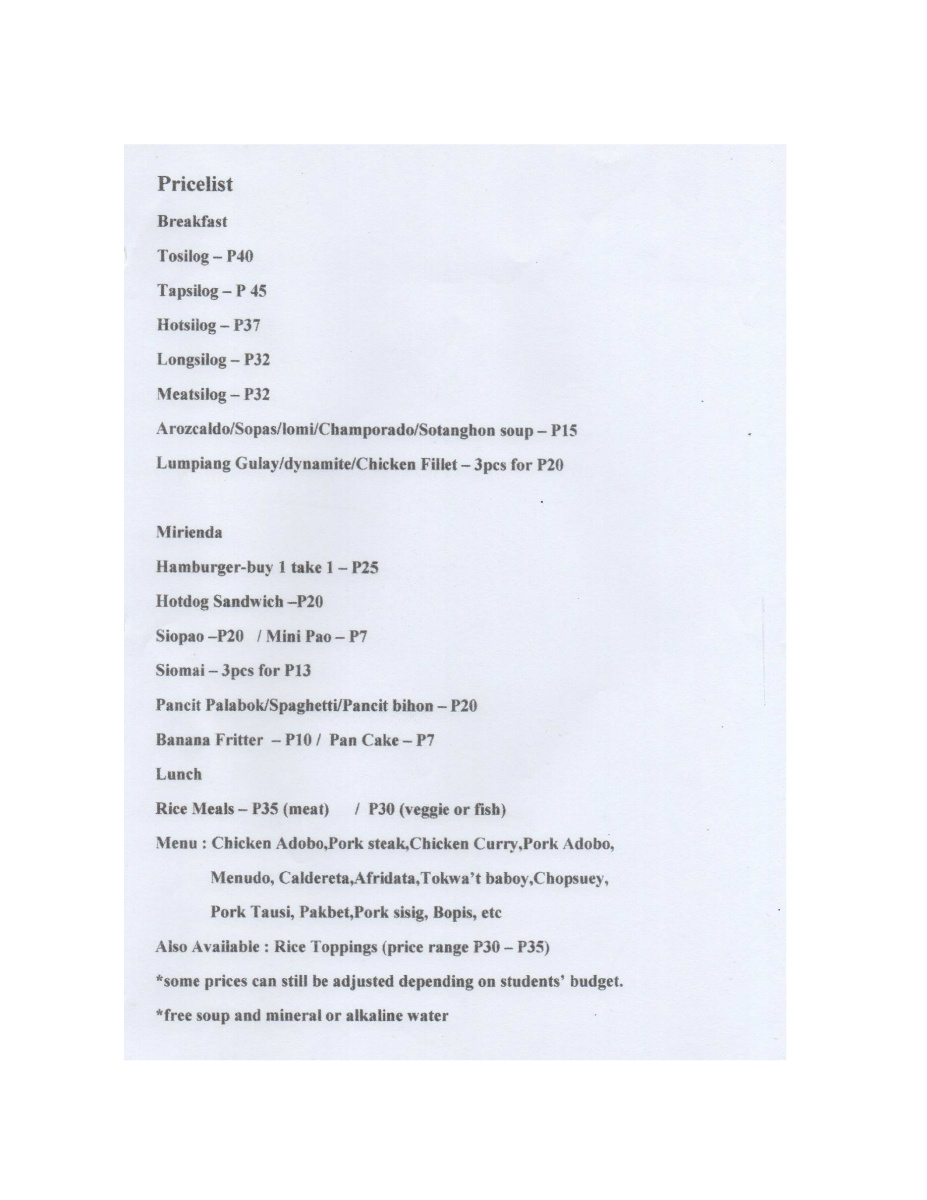 Pricelist
Breakfast
Tosilog – P40
Tapsilog – P 45
Hotsilog – P37
Longsilog – P32
Meatsilog – P32
Arozcaldo/Sopas/lomi/Champorado/Sotanghon soup – P15
Lumpiang Gulay/dynamite/Chicken Fillet – 3pcs for P20
Mirienda
Hamburger-buy 1 take 1 – P25
Hotdog Sandwich –P20
Siopao –P20 / Mini Pao – P7
Siomai – 3pcs for P13
Pancit Palabok/Spaghetti/Pancit bihon – P20
Banana Fritter – P10 / Pan Cake – P7
Lunch
Rice Meals – P35 (meat) / P30 (veggie or fish)
Menu : Chicken Adobo,Pork steak,Chicken Curry,Pork Adobo,
Menudo, Caldereta,Afridata,Tokwa’t baboy,Chopsuey,
Pork Tausi, Pakbet,Pork sisig, Bopis, etc
Also Available : Rice Toppings (price range P30 – P35)
*some prices can still be adjusted depending on students’ budget.
*free soup and mineral or alkaline water